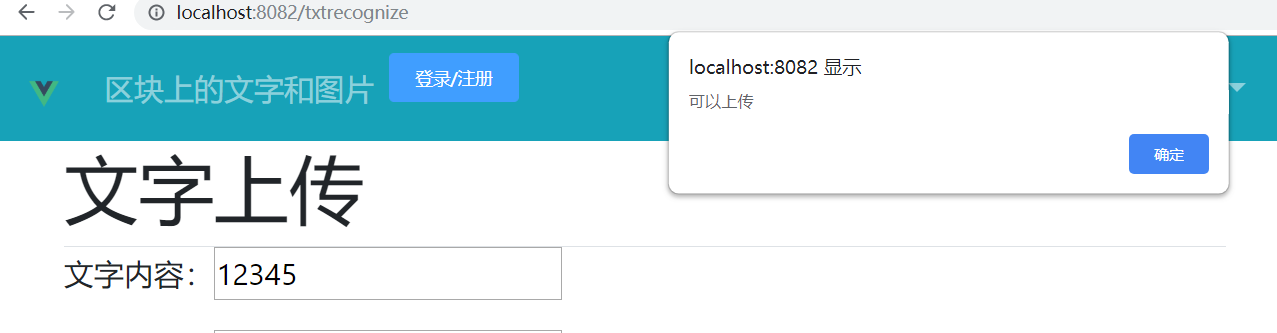 localhost:8082/txtrecognize
区块上的文字和图片
登录/注册
localhost:8082 显示
可以上传
确定
文字上传
文字内容：
12345